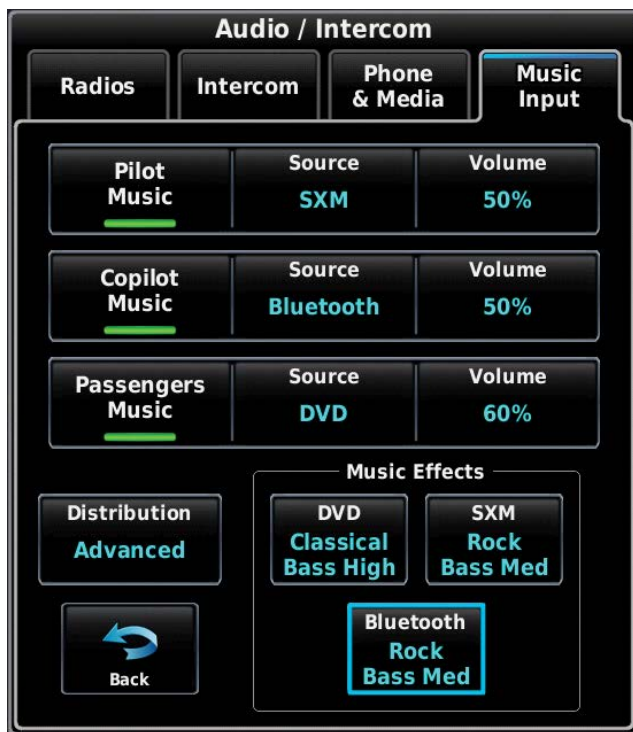 Audio / Intercom
Radios
Intercom
Phone
& Media
Music
Input
Pilot
Music
Source
SXM
Volume
50%
Copilot
Music
Source
Bluetooth
Volume
50%
Passengers
Music
Source
DVD
Volume
60%
Music Effects
Distribution
Advanced
DVD
Classical
Bass High
SXM
Rock
Bass Med
Bluetooth
Rock
Bass Med
Back